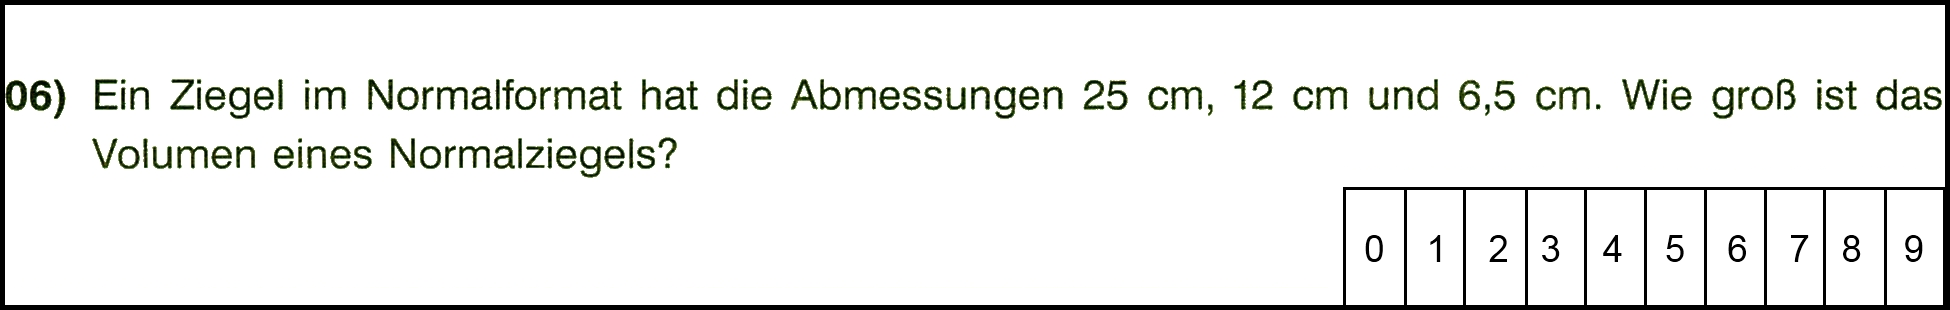 06) Ein Ziegel im Normalformat hat die Abmessungen 25 cm, 12 cm und 6,5 cm. Wie groß ist das
Volumen eines Normalziegels?
0 1 2 3 4 5 6 7 8 9